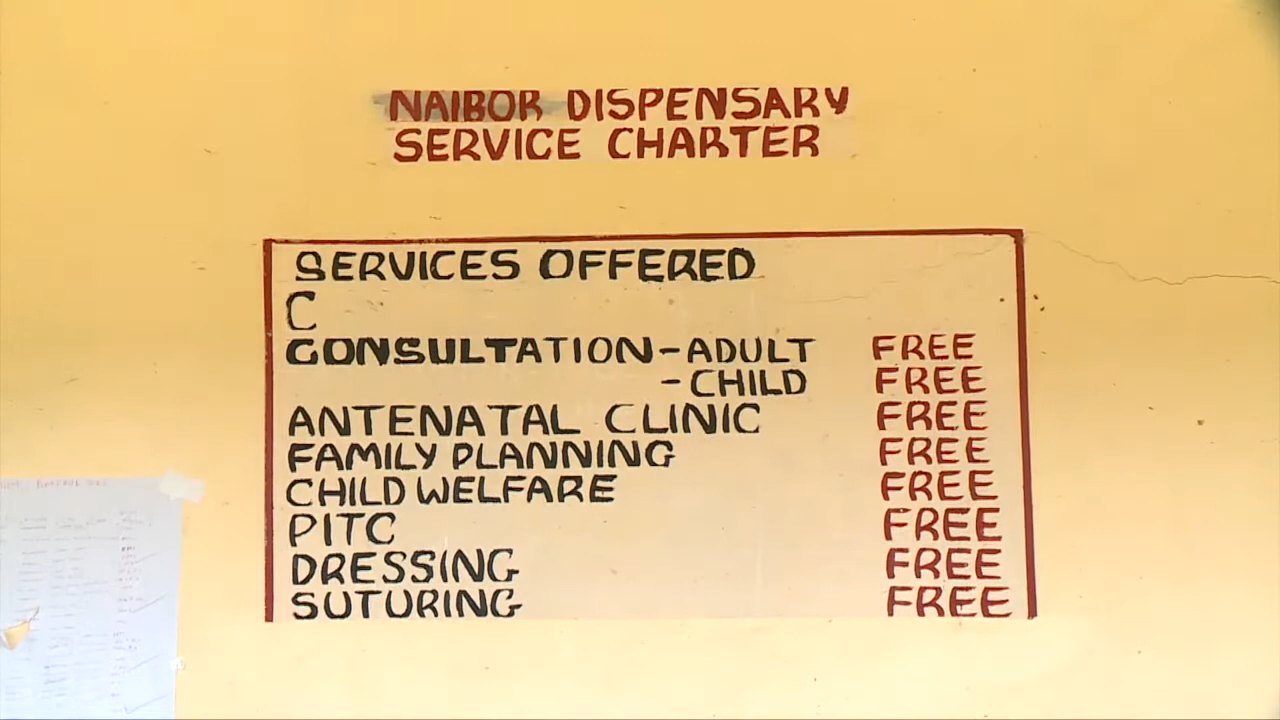 NAIBOR DISPENSARY
SERVICE CHARTER
SERVICES OFFERED
C
CONSULTATION-ADULT FREE
-CHILD FREE
ANTENATAL CLINIC FREE
FAMILY PLANNING FREE
CHILD WELFARE FREE
PITC FREE
DRESSING FREE
SUTURING FREE